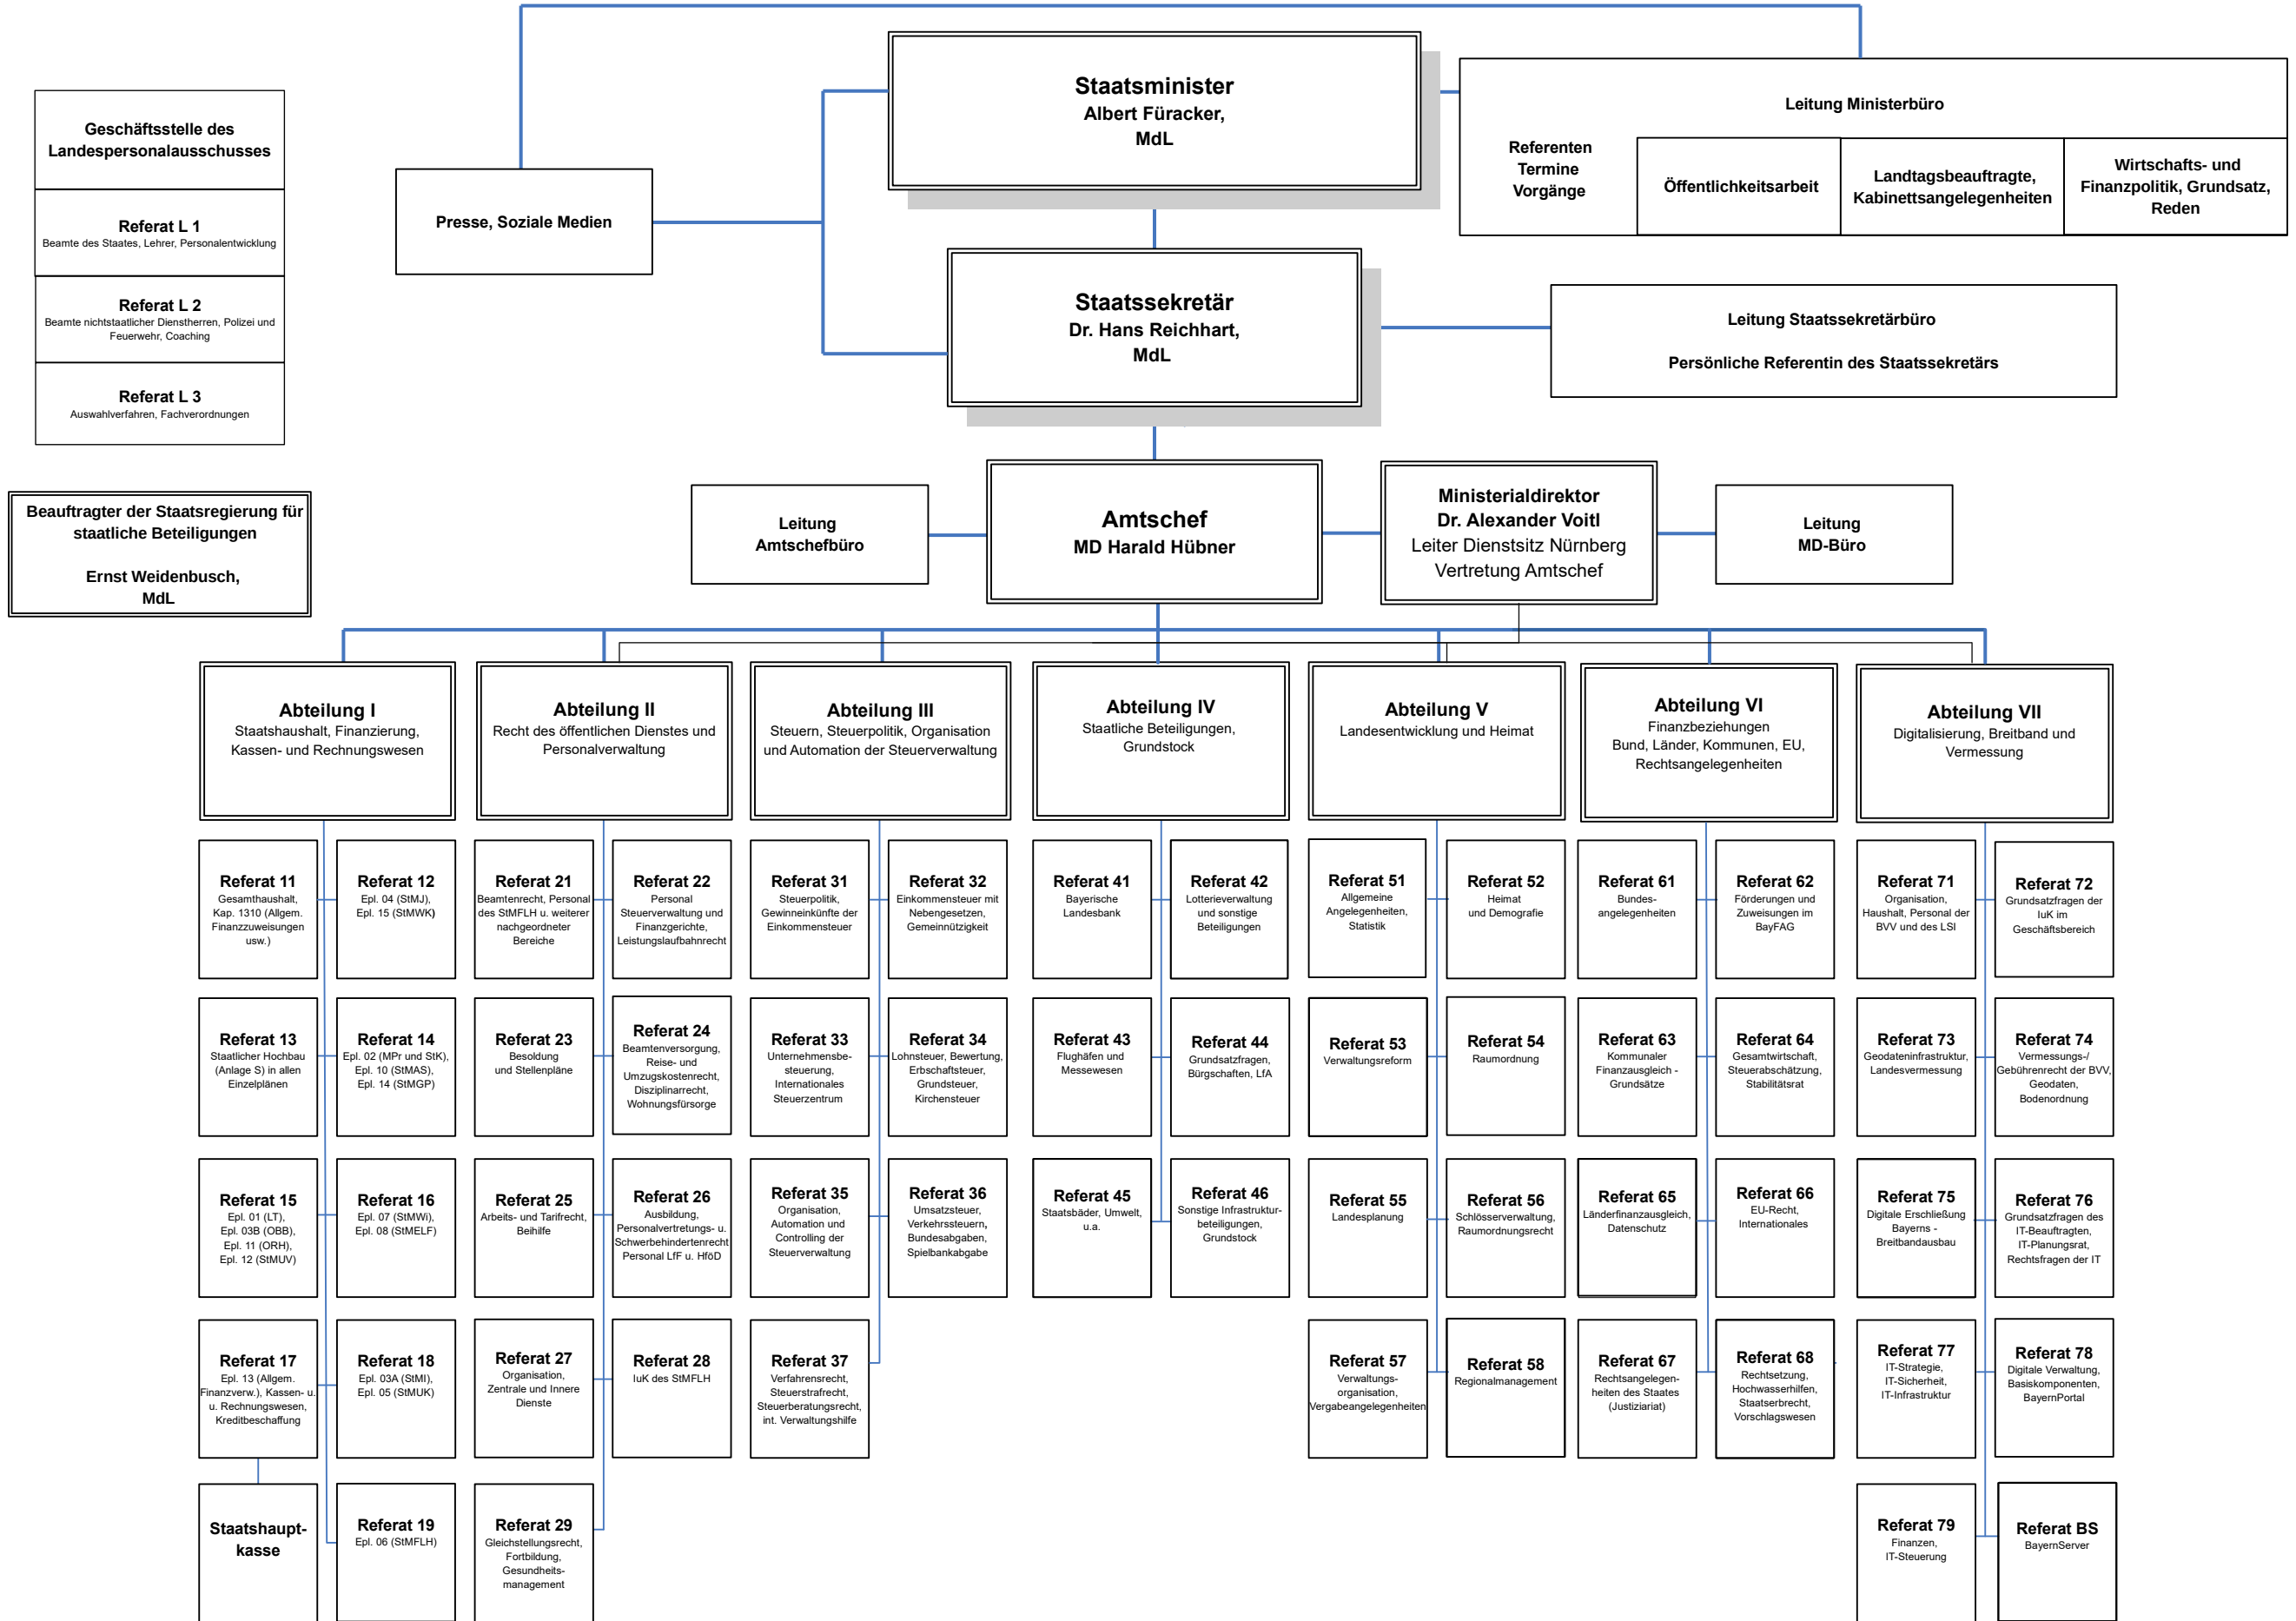 Staatsminister
Albert Füracker,
MdL
Leitung Ministerbüro
Referenten
Termine
Vorgänge
Öffentlichkeitsarbeit
Landtagsbeauftragte,
Kabinettsangelegenheiten
Wirtschafts- und
Finanzpolitik, Grundsatz,
Reden
Geschäftsstelle des
Landespersonalausschusses
Referat L 1
Beamte des Staates, Lehrer, Personalentwicklung
Referat L 2
Beamte nichtstaatlicher Dienstherren, Polizei und
Feuerwehr, Coaching
Referat L 3
Auswahlverfahren, Fachverordnungen
Presse, Soziale Medien
Staatssekretär
Dr. Hans Reichhart,
MdL
Leitung Staatssekretärbüro
Persönliche Referentin des Staatssekretärs
Beauftragter der Staatsregierung für
staatliche Beteiligungen
Ernst Weidenbusch,
MdL
Leitung
Amtschefbüro
Amtschef
MD Harald Hübner
Ministerialdirektor
Dr. Alexander Voitl
Leiter Dienstsitz Nürnberg
Vertretung Amtschef
Leitung
MD-Büro
Abteilung I
Staatshaushalt, Finanzierung,
Kassen- und Rechnungswesen
Abteilung II
Recht des öffentlichen Dienstes und
Personalverwaltung
Abteilung III
Steuern, Steuerpolitik, Organisation
und Automation der Steuerverwaltung
Abteilung IV
Staatliche Beteiligungen,
Grundstock
Abteilung V
Landesentwicklung und Heimat
Abteilung VI
Finanzbeziehungen
Bund, Länder, Kommunen, EU,
Rechtsangelegenheiten
Abteilung VII
Digitalisierung, Breitband und
Vermessung
Referat 11
Gesamthaushalt,
Kap. 1310 (Allgem.
Finanzzuweisungen
usw.)
Referat 12
Epl. 04 (StMJ),
Epl. 15 (StMWK)
Referat 21
Beamtenrecht, Personal
des StMFLH u. weiterer
nachgeordneter
Bereiche
Referat 22
Personal
Steuerverwaltung und
Finanzgerichte,
Leistungslaufbahnrecht
Referat 31
Steuerpolitik,
Gewinneinkünfte der
Einkommensteuer
Referat 32
Einkommensteuer mit
Nebengesetzen,
Gemeinnützigkeit
Referat 41
Bayerische
Landesbank
Referat 42
Lotterieverwaltung
und sonstige
Beteiligungen
Referat 51
Allgemeine
Angelegenheiten,
Statistik
Referat 52
Heimat
und Demografie
Referat 61
Bundes-
angelegenheiten
Referat 62
Förderungen und
Zuweisungen im
BayFAG
Referat 71
Organisation,
Haushalt, Personal der
BVV und des LSI
Referat 72
Grundsatzfragen der
IuK im
Geschäftsbereich
Referat 13
Staatlicher Hochbau
(Anlage S) in allen
Einzelplänen
Referat 14
Epl. 02 (MPr und StK),
Epl. 10 (StMAS),
Epl. 14 (StMGP)
Referat 23
Besoldung
und Stellenpläne
Referat 24
Beamtenversorgung,
Reise- und
Umzugskostenrecht,
Disziplinarrecht,
Wohnungsfürsorge
Referat 33
Unternehmensbe-
steuerung,
Internationales
Steuerzentrum
Referat 34
Lohnsteuer, Bewertung,
Erbschaftsteuer,
Grundsteuer,
Kirchensteuer
Referat 43
Flughäfen und
Messewesen
Referat 44
Grundsatzfragen,
Bürgschaften, LfA
Referat 53
Verwaltungsreform
Referat 54
Raumordnung
Referat 63
Kommunaler
Finanzausgleich -
Grundsätze
Referat 64
Gesamtwirtschaft,
Steuerabschätzung,
Stabilitätsrat
Referat 73
Geodateninfrastruktur,
Landesvermessung
Referat 74
Vermessungs-/
Gebührenrecht der BVV,
Geodaten,
Bodenordnung
Referat 15
Epl. 01 (LT),
Epl. 03B (OBB),
Epl. 11 (ORH),
Epl. 12 (StMUV)
Referat 16
Epl. 07 (StMWi)
Epl. 08 (StMELF)
Referat 25
Arbeits- und Tarifrecht,
Beihilfe
Referat 26
Ausbildung,
Personalvertretungs- u.
Schwerbehindertenrecht
Personal LfF u. HföD
Referat 35
Organisation,
Automation und
Controlling der
Steuerverwaltung
Referat 36
Umsatzsteuer,
Verkehrssteuern,
Bundesabgaben,
Spielbankabgabe
Referat 45
Staatsbäder, Umwelt,
u.a.
Referat 46
Sonstige Infrastruktur-
beteiligungen,
Grundstock
Referat 55
Landesplanung
Referat 56
Schlösserverwaltung,
Raumordnungsrecht
Referat 65
Länderfinanzausgleich,
Datenschutz
Referat 66
EU-Recht,
Internationales
Referat 75
Digitale Erschließung
Bayerns -
Breitbandausbau
Referat 76
Grundsatzfragen des
IT-Beauftragten,
IT-Planungsrat,
Rechtsfragen der IT
Referat 17
Epl. 13 (Allgem.
Finanzverw.), Kassen- u.
u. Rechnungswesen,
Kreditbeschaffung
Referat 18
Epl. 03A (StMI)
Epl. 05 (StMUK)
Referat 27
Organisation,
Zentrale und Innere
Dienste
Referat 28
IuK des StMFLH
Referat 37
Verfahrensrecht,
Steuerstrafrecht,
Steuerberatungsrecht,
int. Verwaltungshilfe
Referat 57
Verwaltungs-
organisation,
Vergabeangelegenheiten
Referat 58
Regionalmanagement
Referat 67
Rechtsangelegen-
heiten des Staates
(Justiziariat)
Referat 68
Rechtsetzung,
Hochwasserhilfen,
Staatserbrecht,
Vorschlagswesen
Referat 77
IT-Strategie,
IT-Sicherheit,
IT-Infrastruktur
Referat 78
Digitale Verwaltung,
Basiskomponenten,
BayernPortal
Staatshaupt-
kasse
Referat 19
Epl. 06 (StMFLH)
Referat 29
Gleichstellungsrecht,
Fortbildung,
Gesundheits-
management
Referat 79
Finanzen,
IT-Steuerung
Referat BS
BayernServer